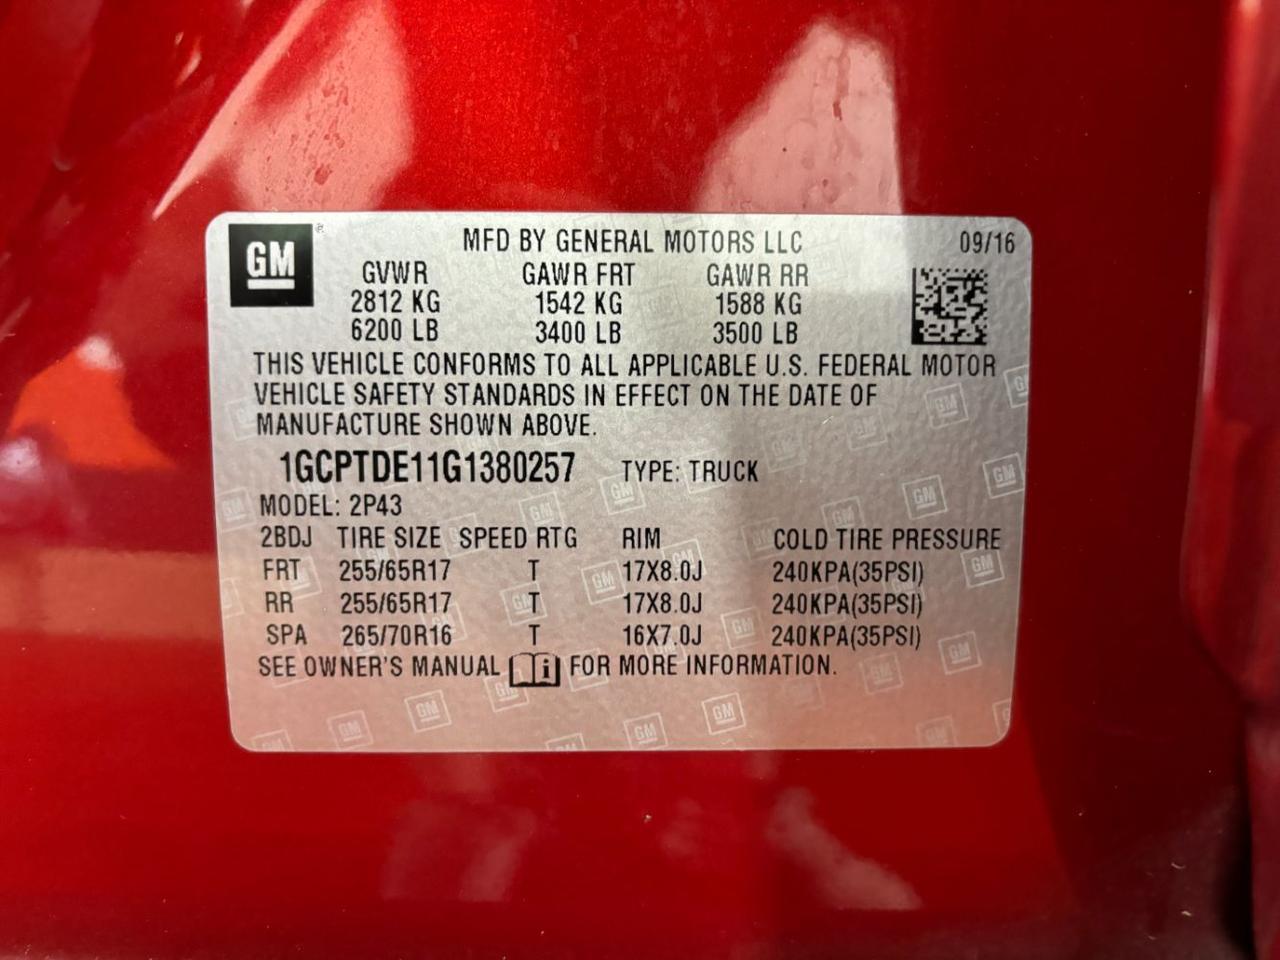 GM
MFD BY GENERAL MOTORS LLC 09/16
GVWR GAWR FRT GAWR RR
2812 KG 1542 KG 1588 KG
6200 LB 3400 LB 3500 LB
THIS VEHICLE CONFORMS TO ALL APPLICABLE U.S. FEDERAL MOTOR
VEHICLE SAFETY STANDARDS IN EFFECT ON THE DATE OF
MANUFACTURE SHOWN ABOVE.
1GCPTDE11G1380257 TYPE: TRUCK
MODEL: 2P43
2BDJ TIRE SIZE SPEED RTG RIM COLD TIRE PRESSURE
FRT 255/65R17 T 17X8.0J 240KPA(35PSI)
RR 255/65R17 T 17X8.0J 240KPA(35PSI)
SPA 265/70R16 T 16X7.0J 240KPA(35PSI)
SEE OWNER'S MANUAL i FOR MORE INFORMATION.